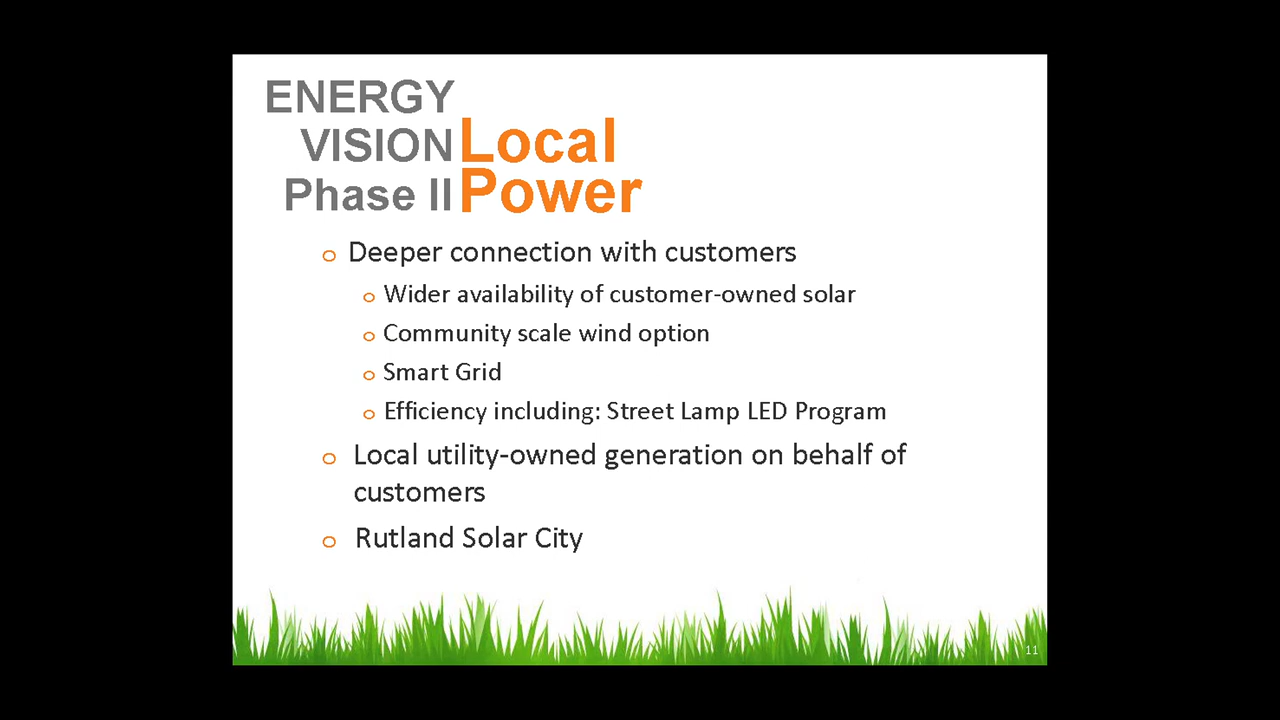 ENERGY
VISION Local
Phase II Power
o Deeper connection with customers
o Wider availability of customer-owned solar
o Community scale wind option
o Smart Grid
o Efficiency including: Street Lamp LED Program
o Local utility-owned generation on behalf of
customers
o Rutland Solar City
11